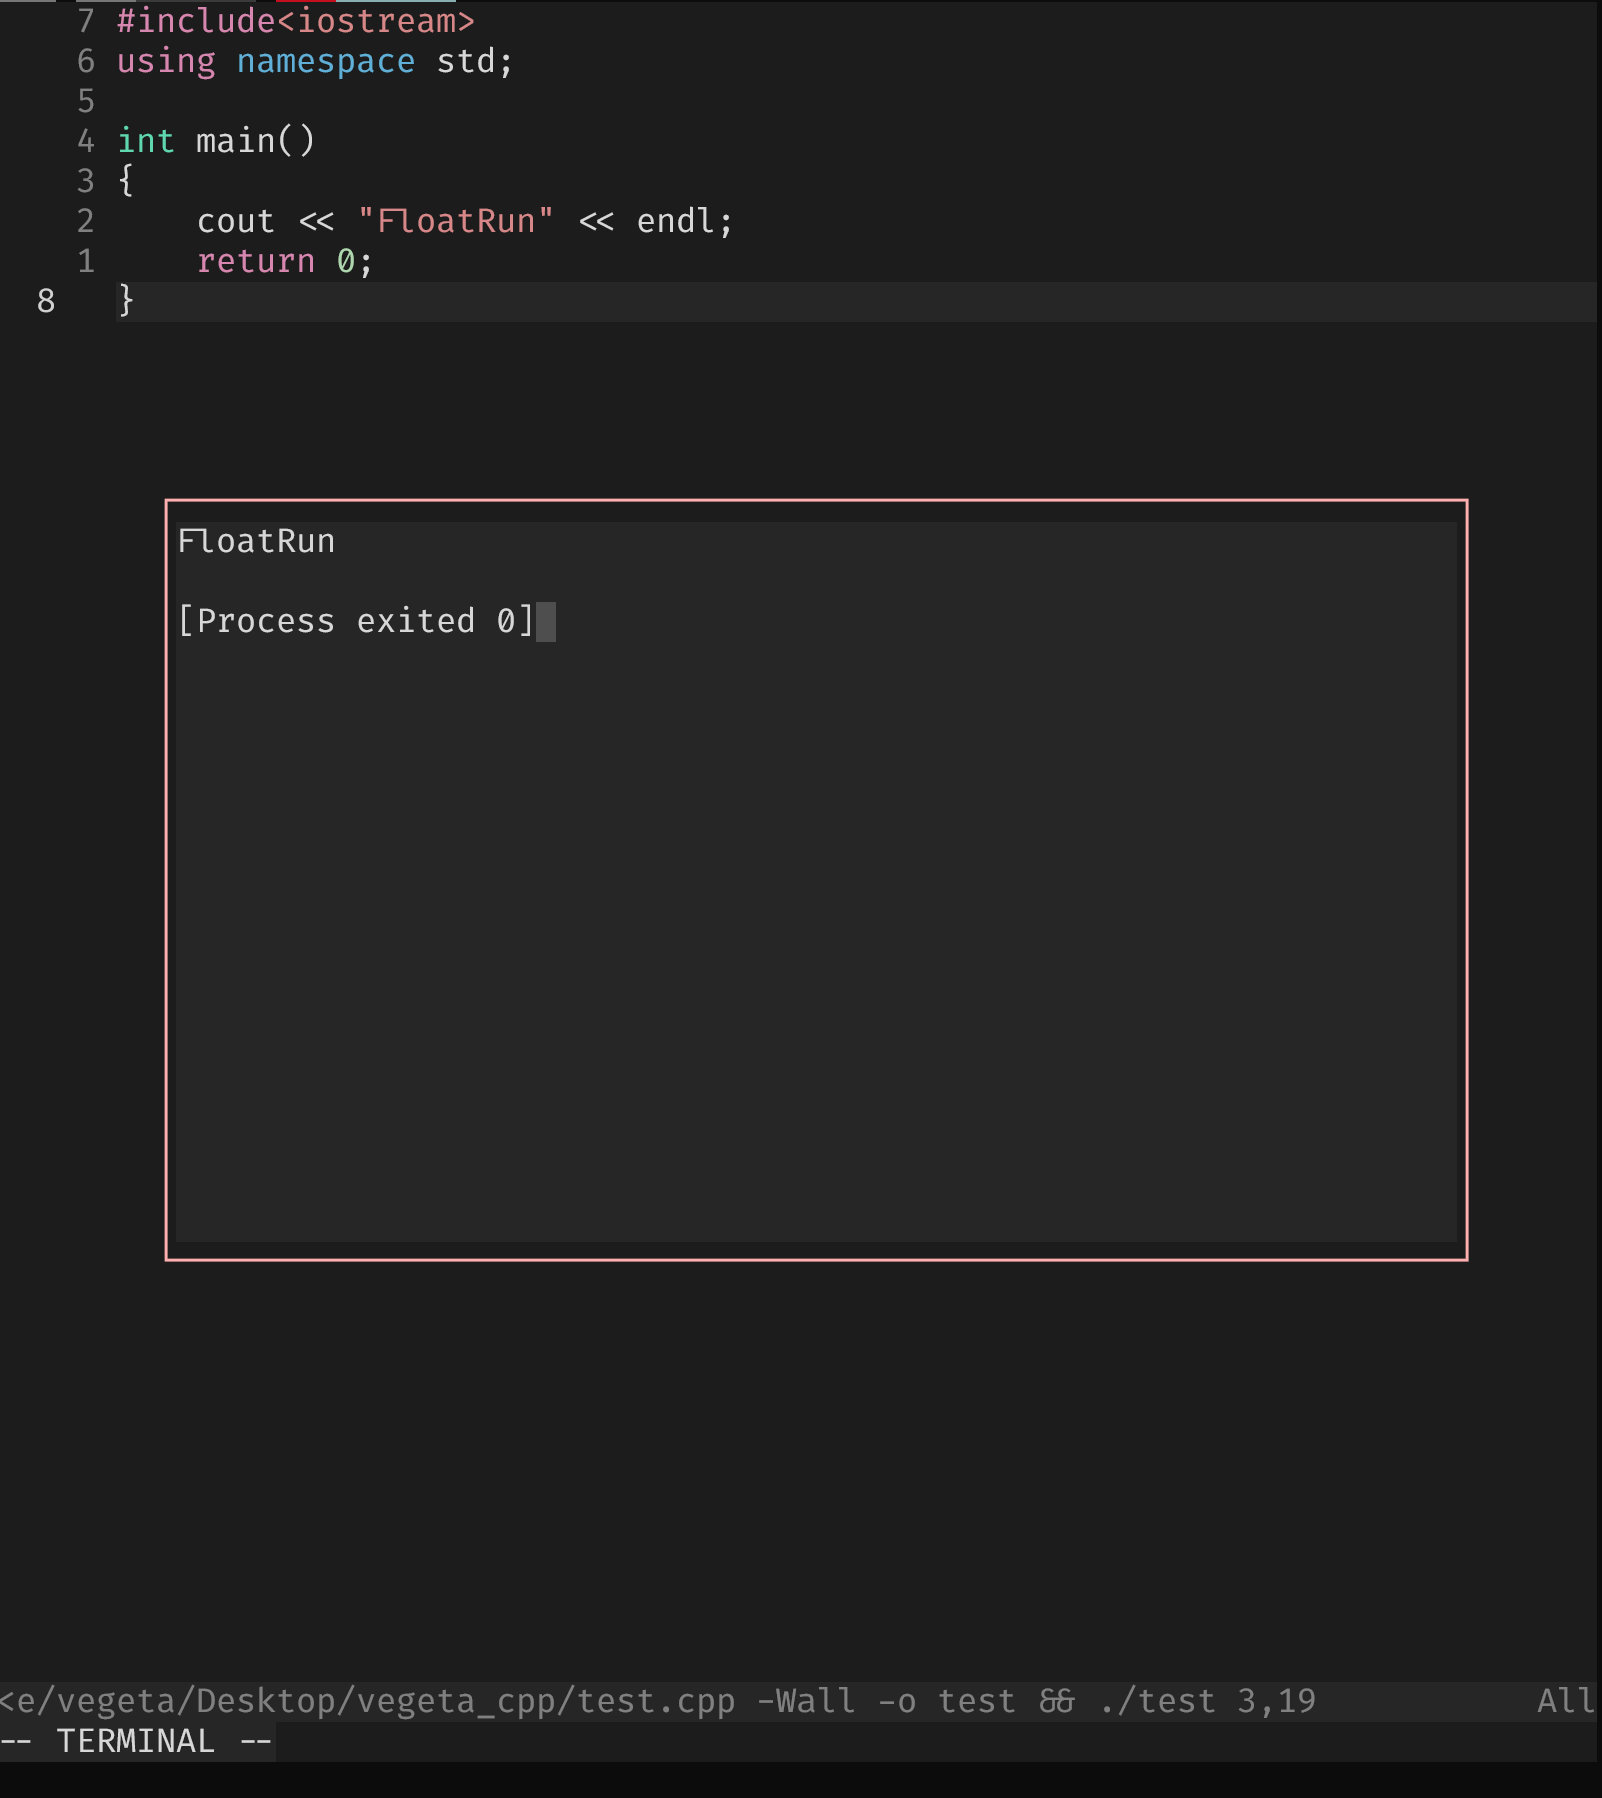 7 #include<iostream>
6 using namespace std;
5
4 int main()
3 {
2     cout << "FloatRun" << endl;
1     return 0;
8   }
FloatRun
[Process exited 0]
<e/vegeta/Desktop/vegeta_cpp/test.cpp -Wall -o test && ./test 3,19 All
-- TERMINAL --